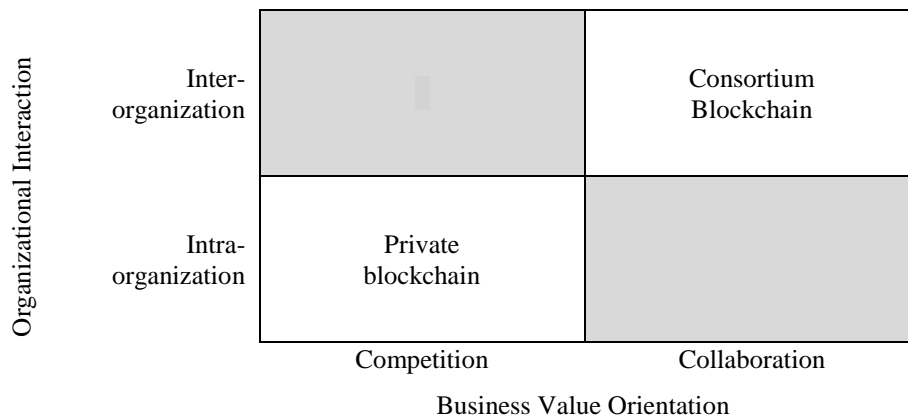 Organizational Interaction
Inter-
organization
Consortium
Blockchain
Intra-
organization
Private
blockchain
Competition
Collaboration
Business Value Orientation